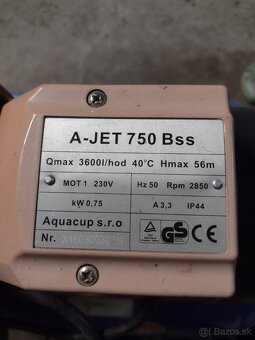 A-JET 750 Bss
Qmax 3600l/hod 40°C Hmax 56m
MOT 1 230V Hz 50 Rpm 2850
kW 0,75 A 3,3 IP44
Aquacup s.r.o
Nr.
GS
bazos.sk